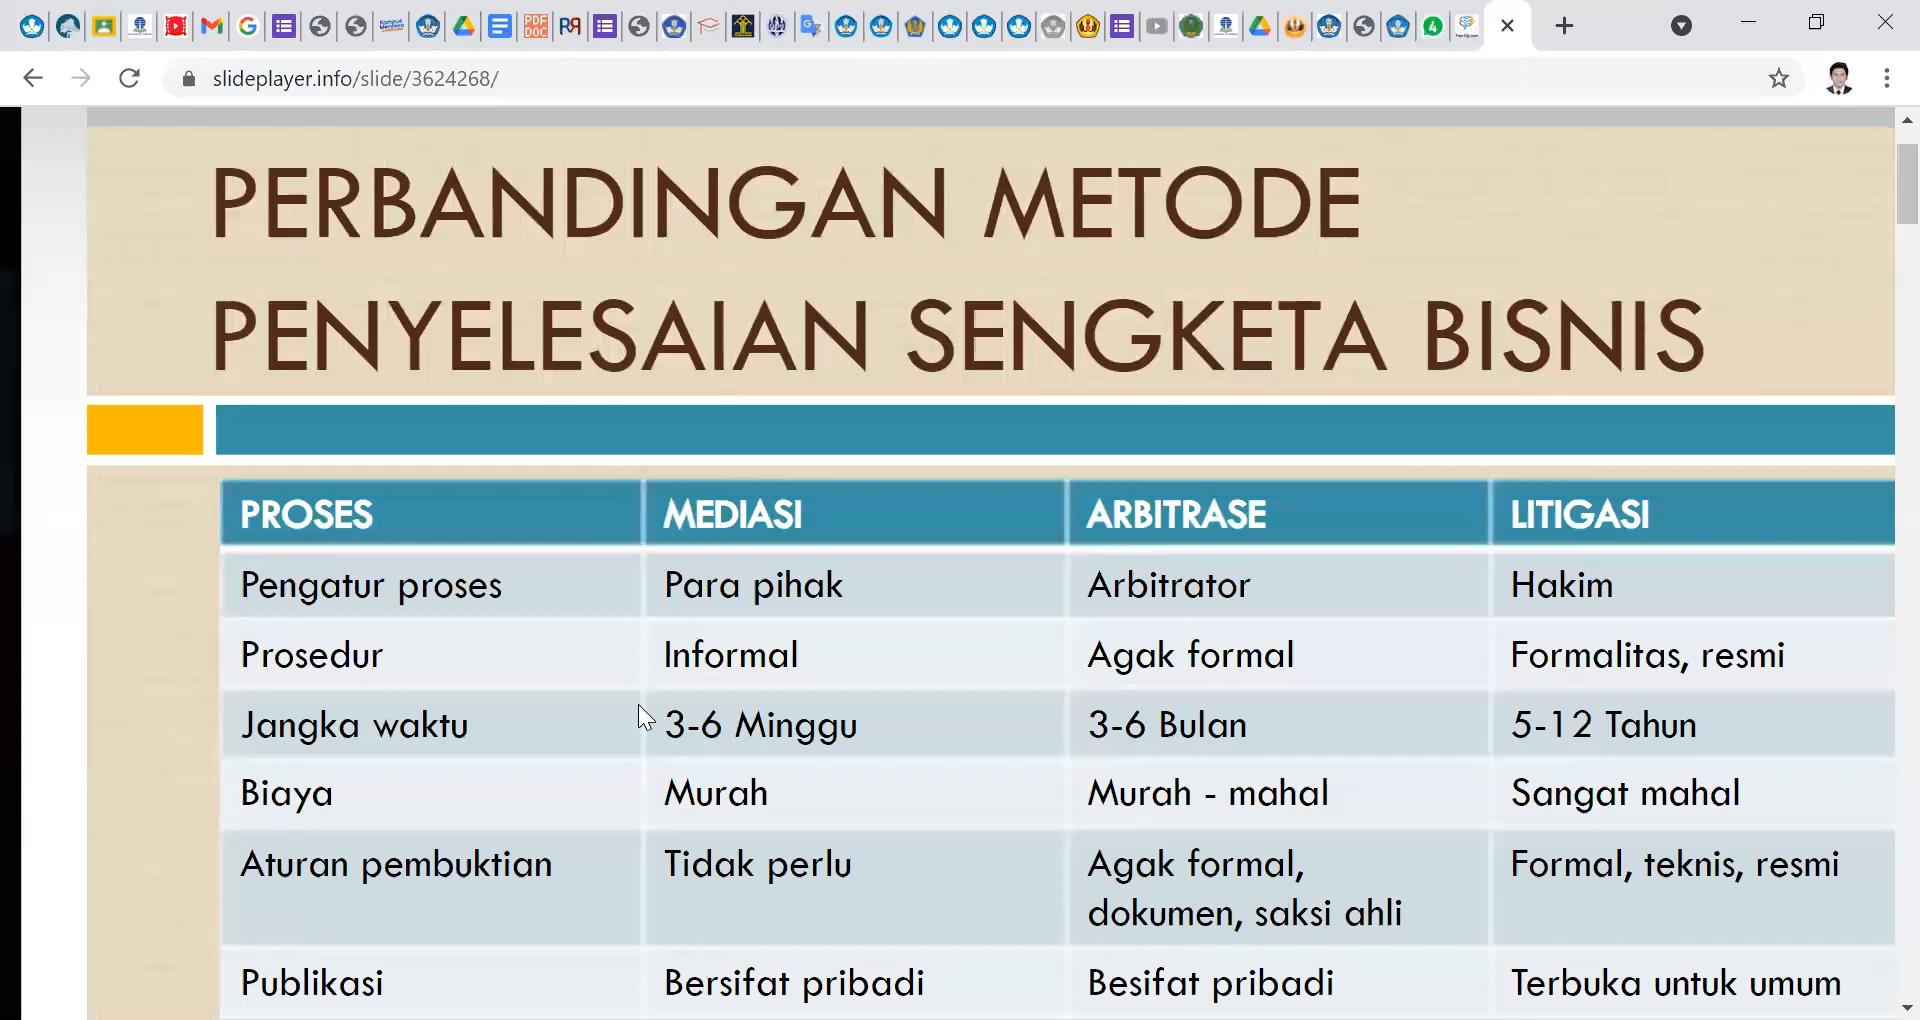 slideplayer.info/slide/3624268/
PERBANDINGAN METODE
PENYELESAIAN SENGKETA BISNIS
PROSES MEDIASI ARBITRASE LITIGASI
Pengatur proses Para pihak Arbitrator Hakim
Prosedur Informal Agak formal Formalitas, resmi
Jangka waktu 3-6 Minggu 3-6 Bulan 5-12 Tahun
Biaya Murah Murah - mahal Sangat mahal
Aturan pembuktian Tidak perlu Agak formal, Formal, teknis, resmi
dokumen, saksi ahli
Publikasi Bersifat pribadi Besifat pribadi Terbuka untuk umum